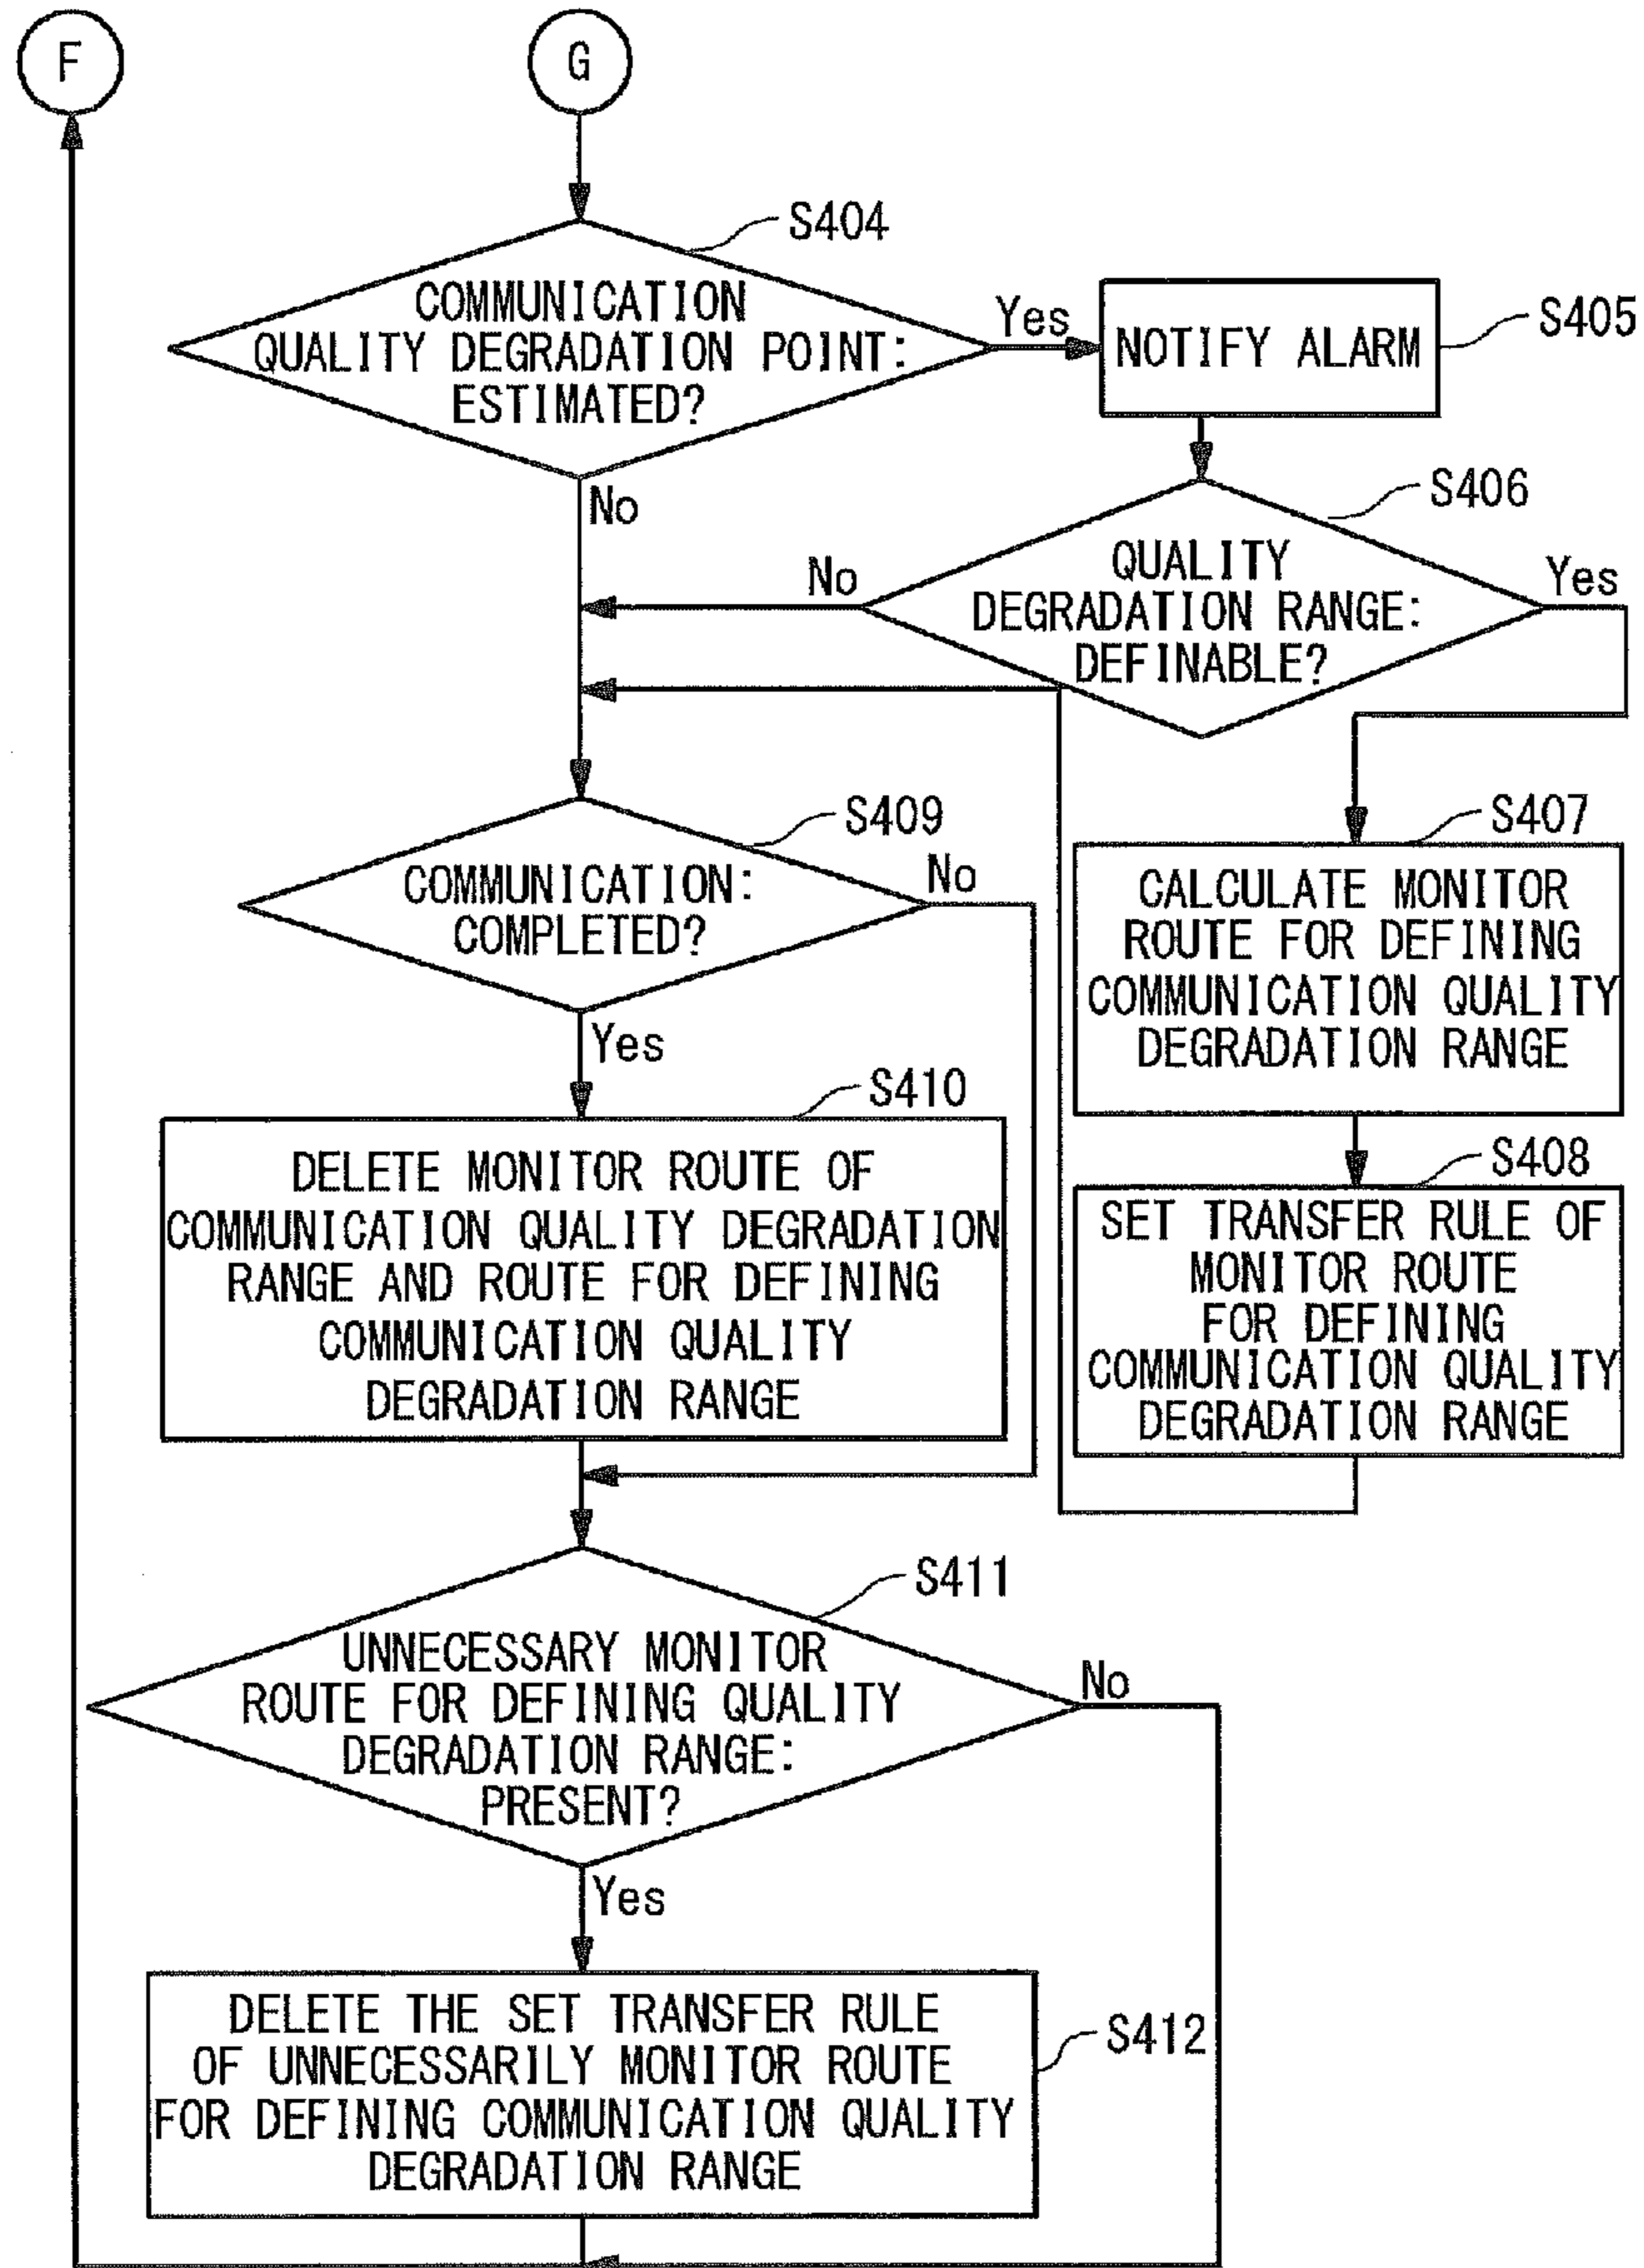 F
G
S404
COMMUNICATION
QUALITY DEGRADATION POINT:
ESTIMATED?
Yes
NOTIFY ALARM
S405
No
S406
QUALITY
DEGRADATION RANGE:
DEFINABLE?
No
Yes
S407
CALCULATE MONITOR
ROUTE FOR DEFINING
COMMUNICATION QUALITY
DEGRADATION RANGE
S408
SET TRANSFER RULE OF
MONITOR ROUTE
FOR DEFINING
COMMUNICATION QUALITY
DEGRADATION RANGE
S409
COMMUNICATION:
COMPLETED?
No
Yes
S410
DELETE MONITOR ROUTE OF
COMMUNICATION QUALITY DEGRADATION
RANGE AND ROUTE FOR DEFINING
COMMUNICATION QUALITY
DEGRADATION RANGE
S411
UNNECESSARY MONITOR
ROUTE FOR DEFINING QUALITY
DEGRADATION RANGE:
PRESENT?
No
Yes
DELETE THE SET TRANSFER RULE
OF UNNECESSARILY MONITOR ROUTE
FOR DEFINING COMMUNICATION QUALITY
DEGRADATION RANGE
S412